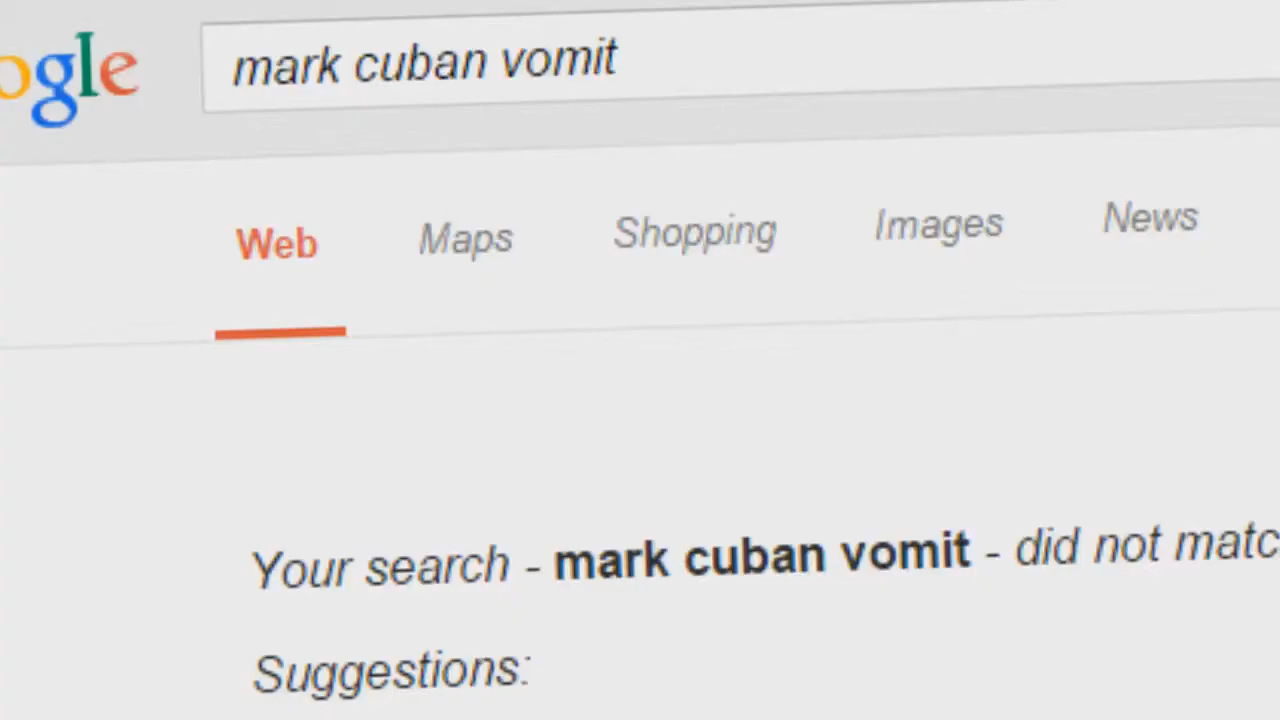 ogle
mark cuban vomit
Web Maps Shopping Images News
Your search - mark cuban vomit - did not matc
Suggestions: